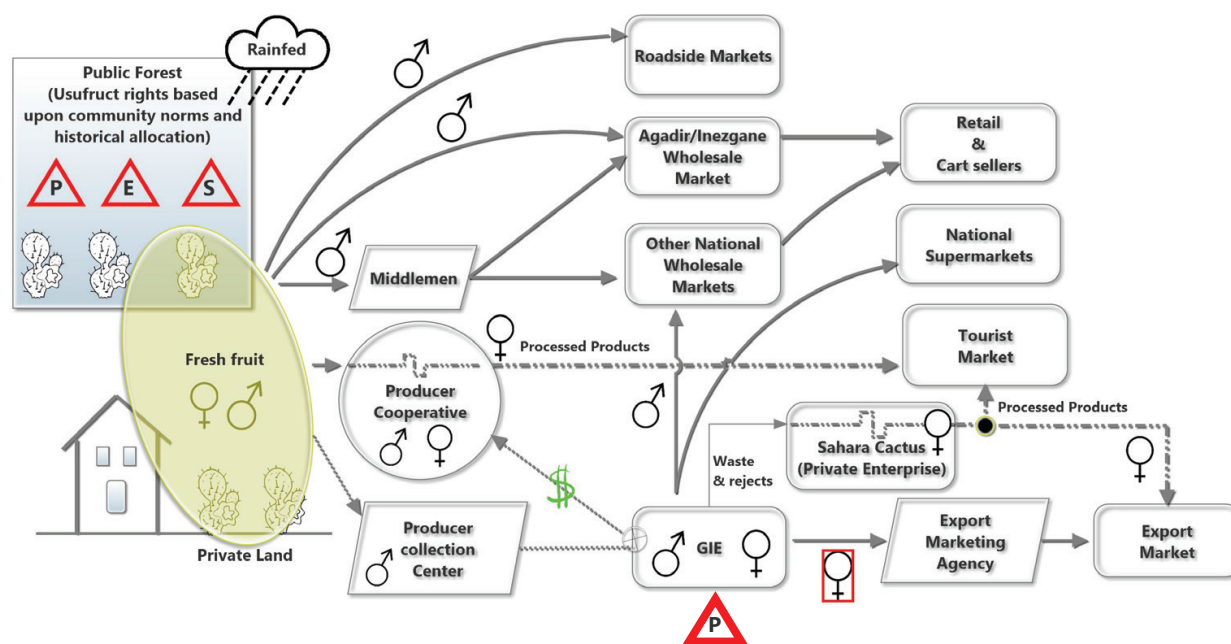 Rainfed
Public Forest
(Usufruct rights based
upon community norms and
historical allocation)
P
E
S
Roadside Markets
Agadir/Inezgane
Wholesale
Market
Retail
&
Cart sellers
Middlemen
Other National
Wholesale
Markets
National
Supermarkets
Fresh fruit
Processed Products
Tourist
Market
Producer
Cooperative
Processed Products
Sahara Cactus
(Private Enterprise)
Waste
& rejects
$
Private Land
Producer
collection
Center
GIE
Export
Marketing
Agency
Export
Market
P